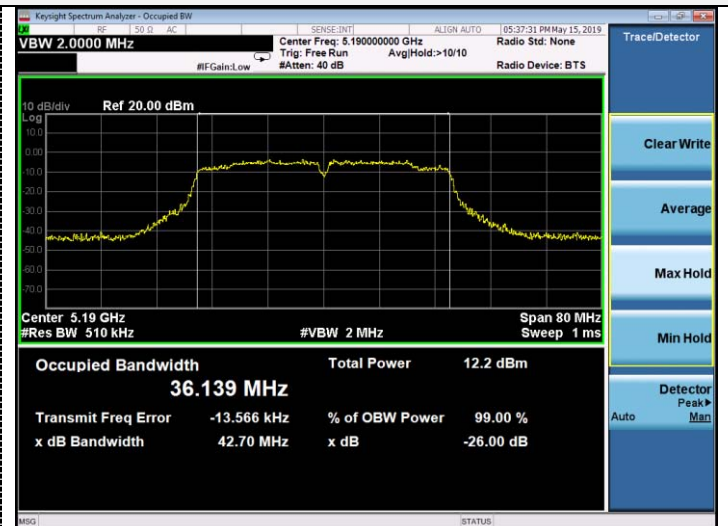 Keysight Spectrum Analyzer - Occupied BW
RF 50 Ω AC SENSE:INT ALIGN AUTO 05:37:31 PM May 15, 2019
VBW 2.0000 MHz
Center Freq: 5.190000000 GHz Radio Std: None
Trig: Free Run Avg|Hold:>10/10
#IFGain:Low #Atten: 40 dB Radio Device: BTS
Trace/Detector
10 dB/div Ref 20.00 dBm
Log
10.0
0.00
-10.0
-20.0
-30.0
-40.0
-50.0
-60.0
-70.0
Center 5.19 GHz Span 80 MHz
#Res BW 510 kHz #VBW 2 MHz Sweep 1 ms
Occupied Bandwidth Total Power 12.2 dBm
36.139 MHz
Transmit Freq Error -13.566 kHz % of OBW Power 99.00 %
x dB Bandwidth 42.70 MHz x dB -26.00 dB
Clear Write
Average
Max Hold
Min Hold
Detector
Peak▶
Auto Man
MSG STATUS